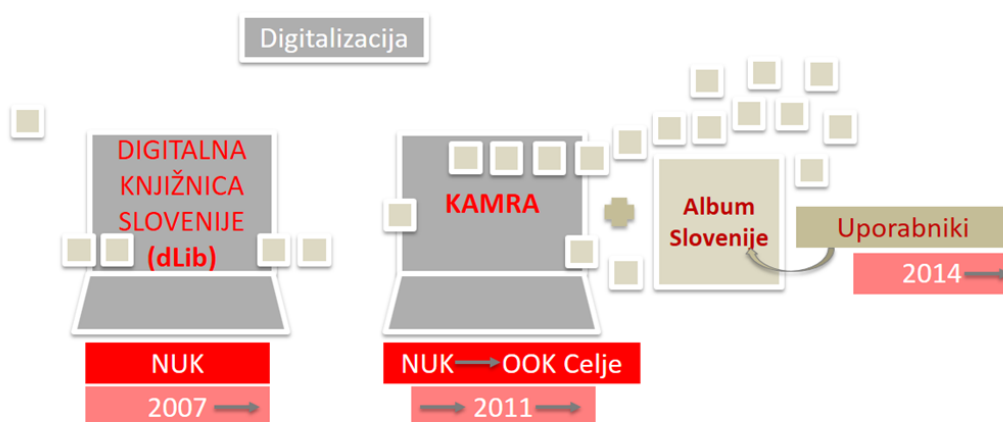 Digitalizacija
DIGITALNA
KNJIŽNICA
SLOVENIJE
(dLib)
NUK
2007
KAMRA
NUK OOK Celje
2011
Album
Slovenije
Uporabniki
2014